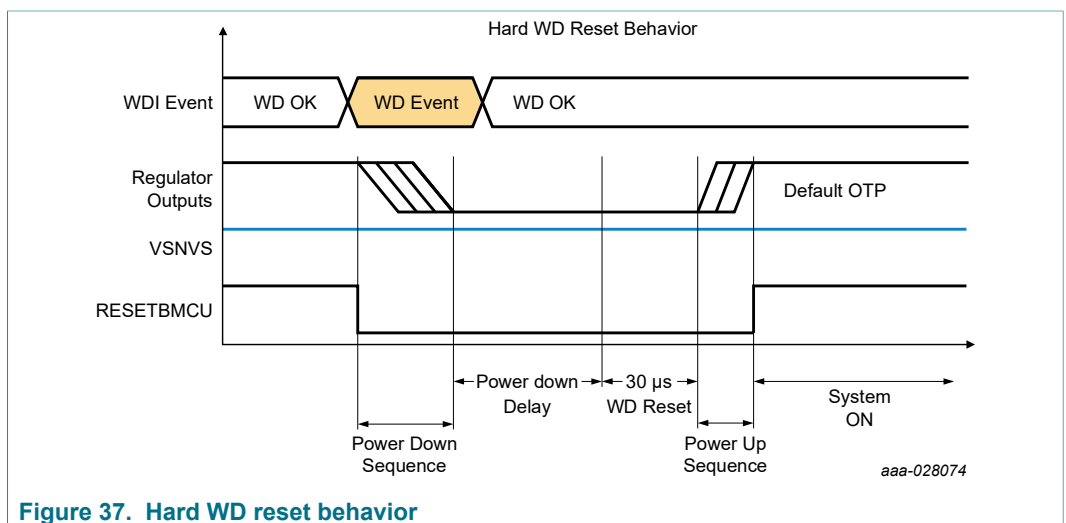 Hard WD Reset Behavior
WDI Event
WD OK
WD Event
WD OK
Regulator
Outputs
Default OTP
VSNVS
RESETBMCU
Power down
Delay
30 µs
WD Reset
System
ON
Power Down
Sequence
Power Up
Sequence
aaa-028074
Figure 37. Hard WD reset behavior